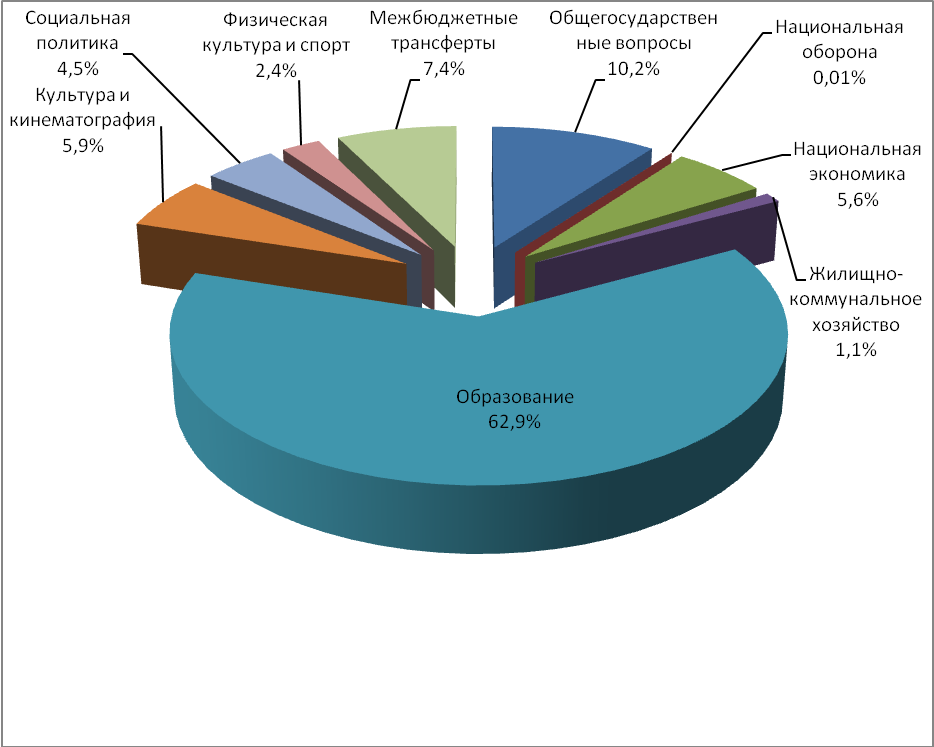 Социальная
политика
4,5%
Физическая
культура и спорт
2,4%
Межбюджетные
трансферты
7,4%
Общегосударствен
ные вопросы
10,2%
Национальная
оборона
0,01%
Культура и
кинематография
5,9%
Национальная
экономика
5,6%
Жилищно-
коммунальное
хозяйство
1,1%
Образование
62,9%